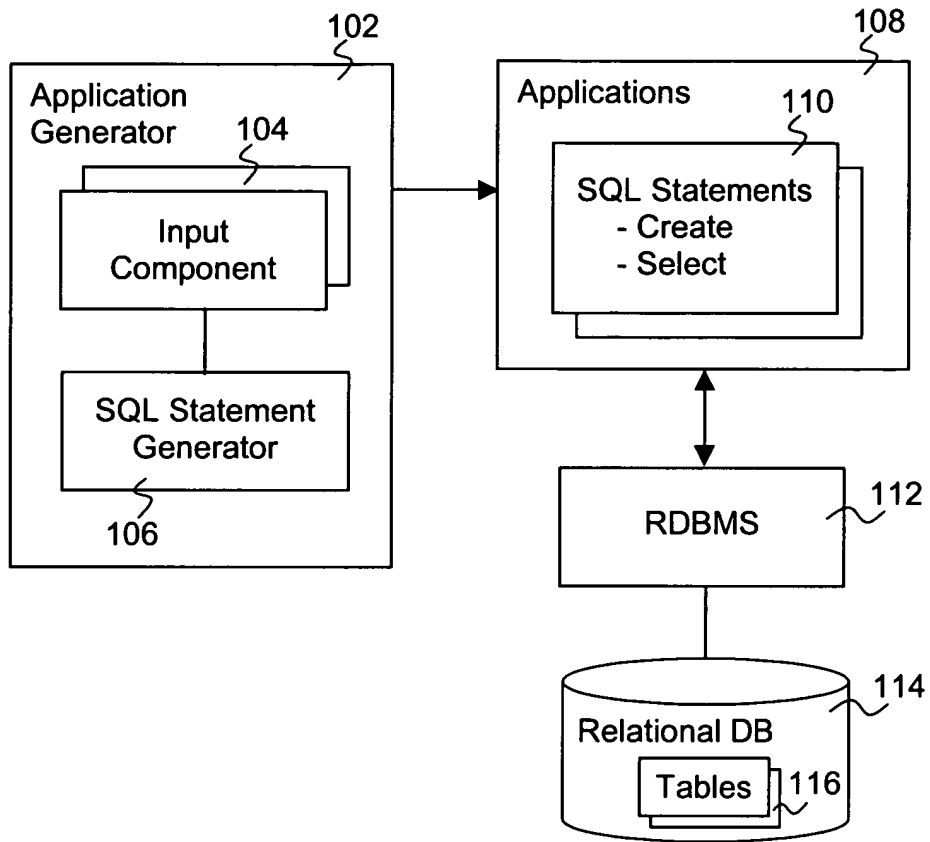 102
Application
Generator
104
Input
Component
SQL Statement
Generator
106
108
Applications
110
SQL Statements
- Create
- Select
RDBMS
112
114
Relational DB
Tables
116